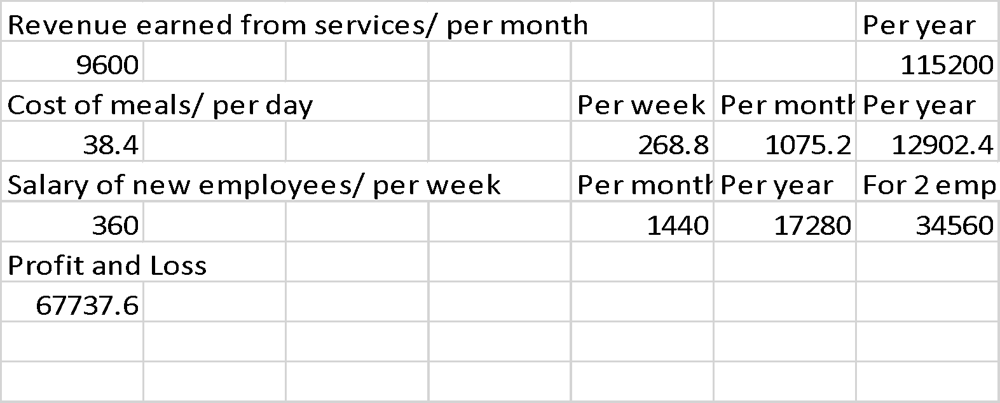 Revenue earned from services/ per month Per year
9600 115200
Cost of meals/ per day Per week Per month Per year
38.4 268.8 1075.2 12902.4
Salary of new employees/ per week Per month Per year For 2 emp
360 1440 17280 34560
Profit and Loss
67737.6